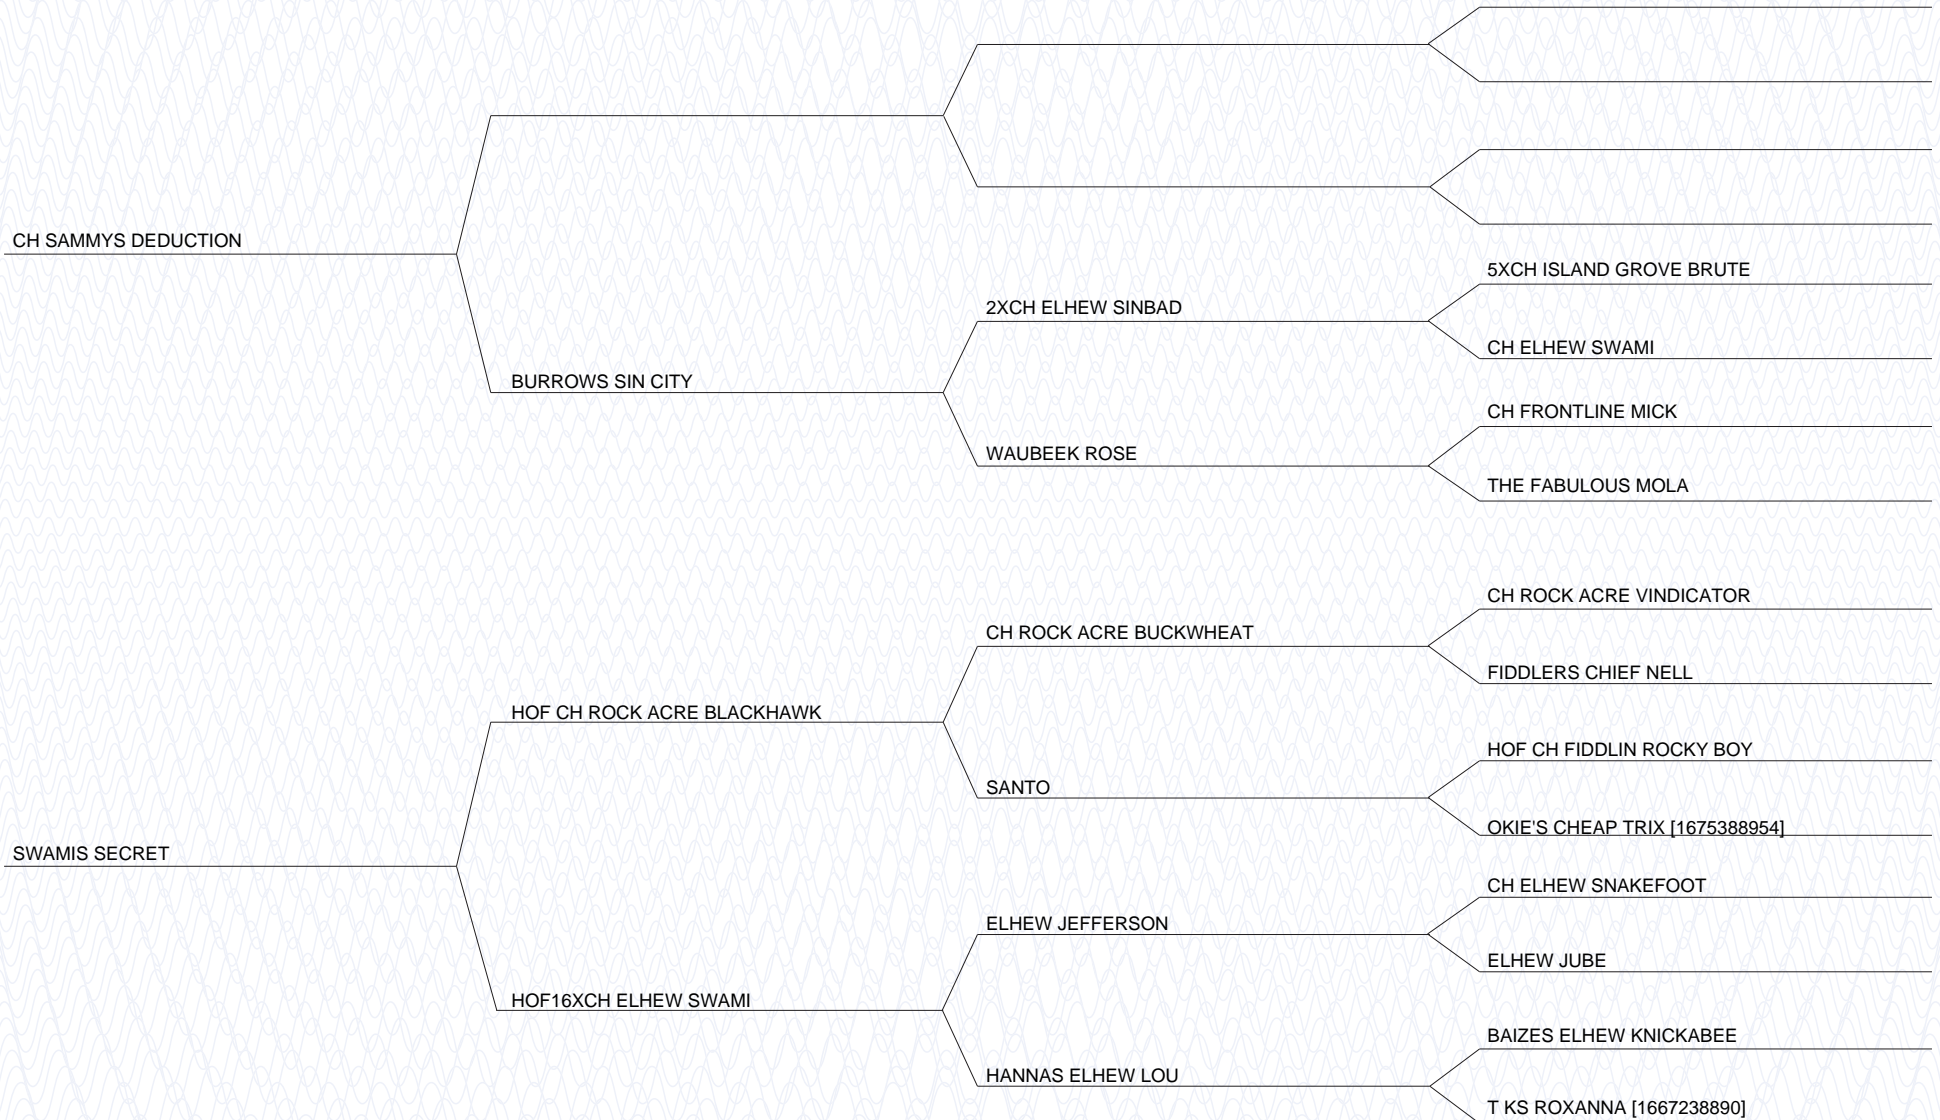 CH SAMMYS DEDUCTION
BURROWS SIN CITY
2XCH ELHEW SINBAD
5XCH ISLAND GROVE BRUTE
CH ELHEW SWAMI
WAUBEEK ROSE
CH FRONTLINE MICK
THE FABULOUS MOLA
SWAMIS SECRET
HOF CH ROCK ACRE BLACKHAWK
CH ROCK ACRE BUCKWHEAT
CH ROCK ACRE VINDICATOR
FIDDLERS CHIEF NELL
SANTO
HOF CH FIDDLIN ROCKY BOY
OKIE'S CHEAP TRIX [1675388954]
HOF16XCH ELHEW SWAMI
ELHEW JEFFERSON
CH ELHEW SNAKEFOOT
ELHEW JUBE
HANNAS ELHEW LOU
BAIZES ELHEW KNICKABEE
T KS ROXANNA [1667238890]